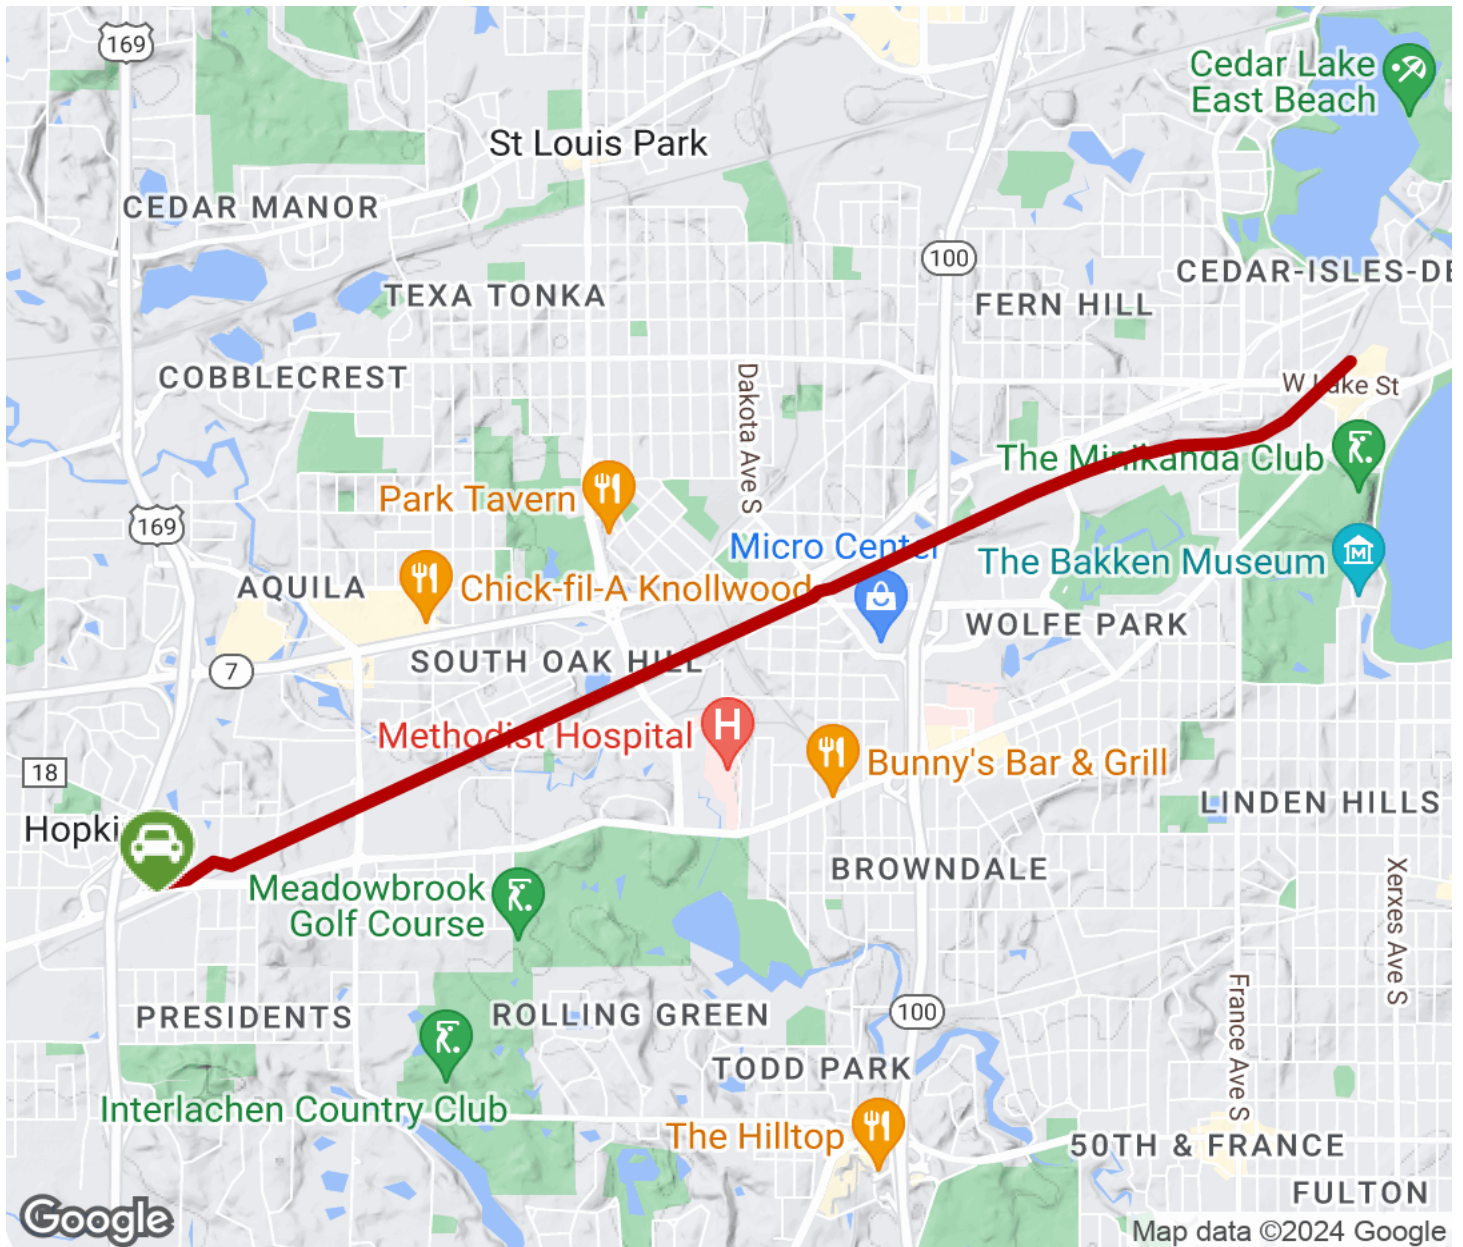 169
Cedar Lake
East Beach
St Louis Park
CEDAR MANOR
100
CEDAR-ISLES-DE
TEXA TONKA
FERN HILL
COBBLECREST
W Lake St
Dakota Ave S
The Minikahda Club
Park Tavern
169
Micro Center
The Bakken Museum
AQUILA
Chick-fil-A Knollwood
WOLFE PARK
7
SOUTH OAK HILL
Methodist Hospital
H
Bunny's Bar & Grill
18
LINDEN HILLS
Hopki
BROWNDALE
Meadowbrook
Golf Course
Xerxes Ave S
M
PRESIDENTS
ROLLING GREEN
100
France Ave S
TODD PARK
Interlachen Country Club
The Hilltop
50TH & FRANCE
FULTON
Google
Map data ©2024 Google